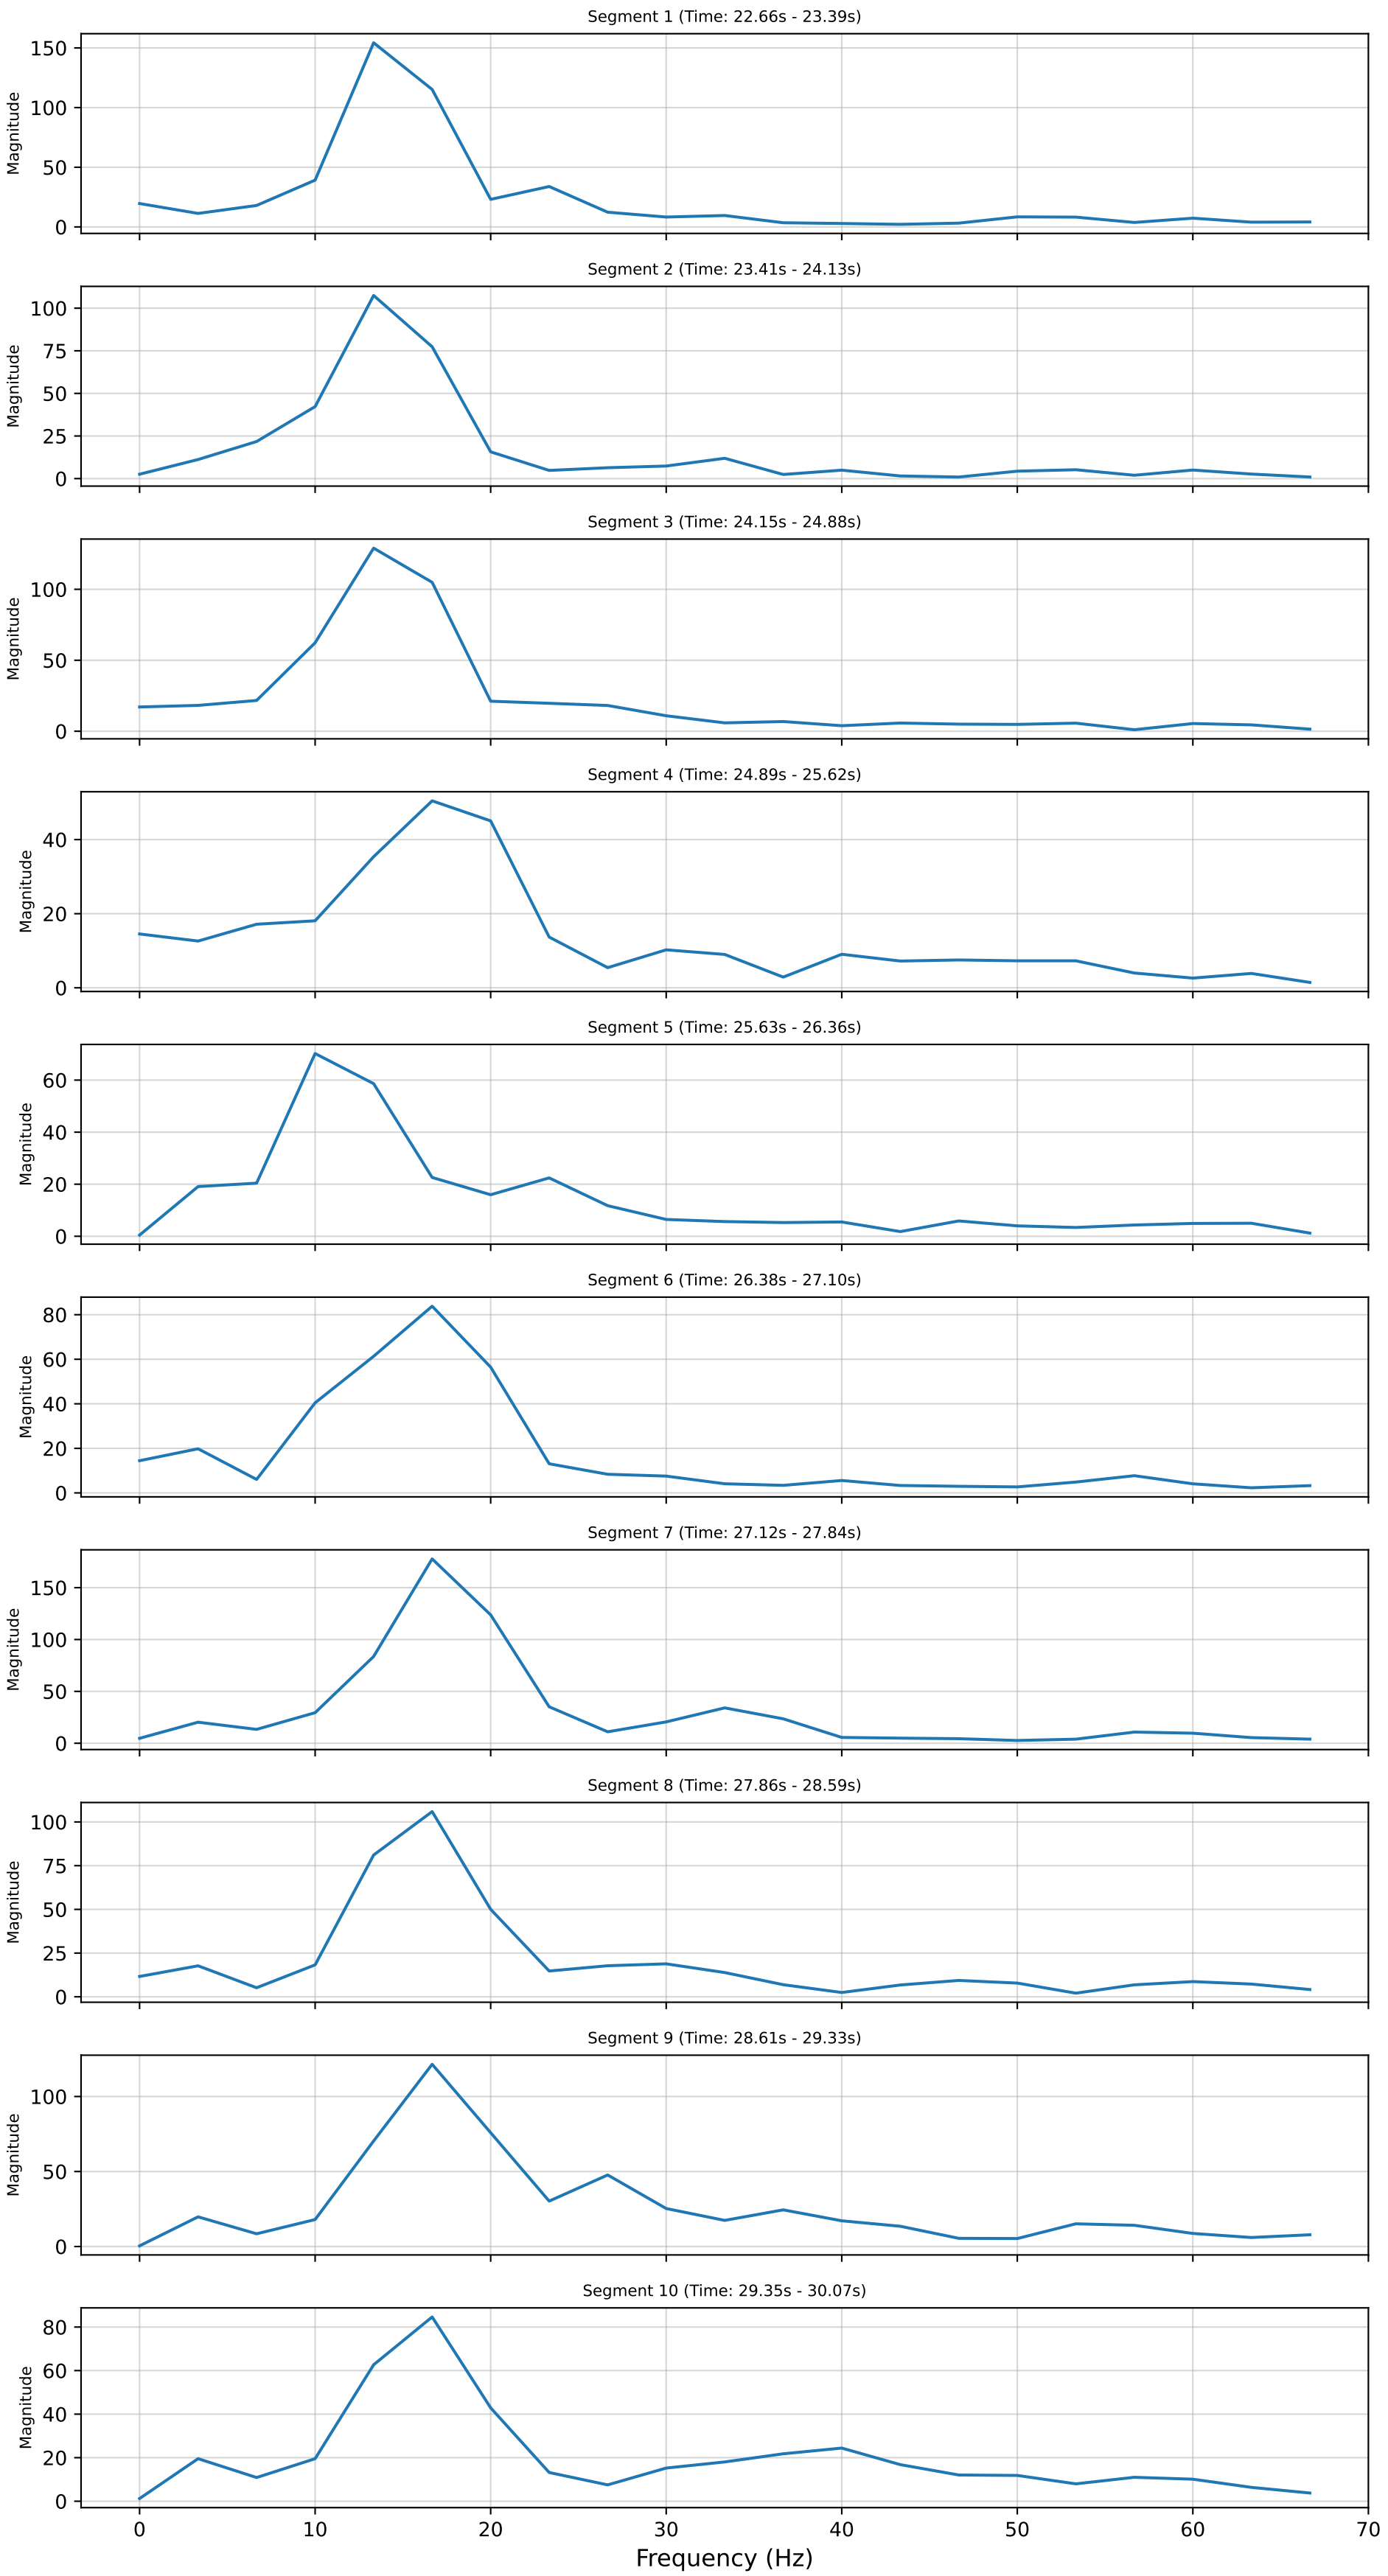 Segment 1 (Time: 22.66s - 23.39s)
150
100
50
0
Magnitude
Segment 2 (Time: 23.41s - 24.13s)
100
75
50
25
0
Magnitude
Segment 3 (Time: 24.15s - 24.88s)
100
50
0
Magnitude
Segment 4 (Time: 24.89s - 25.62s)
40
20
0
Magnitude
Segment 5 (Time: 25.63s - 26.36s)
60
40
20
0
Magnitude
Segment 6 (Time: 26.38s - 27.10s)
80
60
40
20
0
Magnitude
Segment 7 (Time: 27.12s - 27.84s)
150
100
50
0
Magnitude
Segment 8 (Time: 27.86s - 28.59s)
100
75
50
25
0
Magnitude
Segment 9 (Time: 28.61s - 29.33s)
100
50
0
Magnitude
Segment 10 (Time: 29.35s - 30.07s)
80
60
40
20
0
Magnitude
0 10 20 30 40 50 60 70
Frequency (Hz)